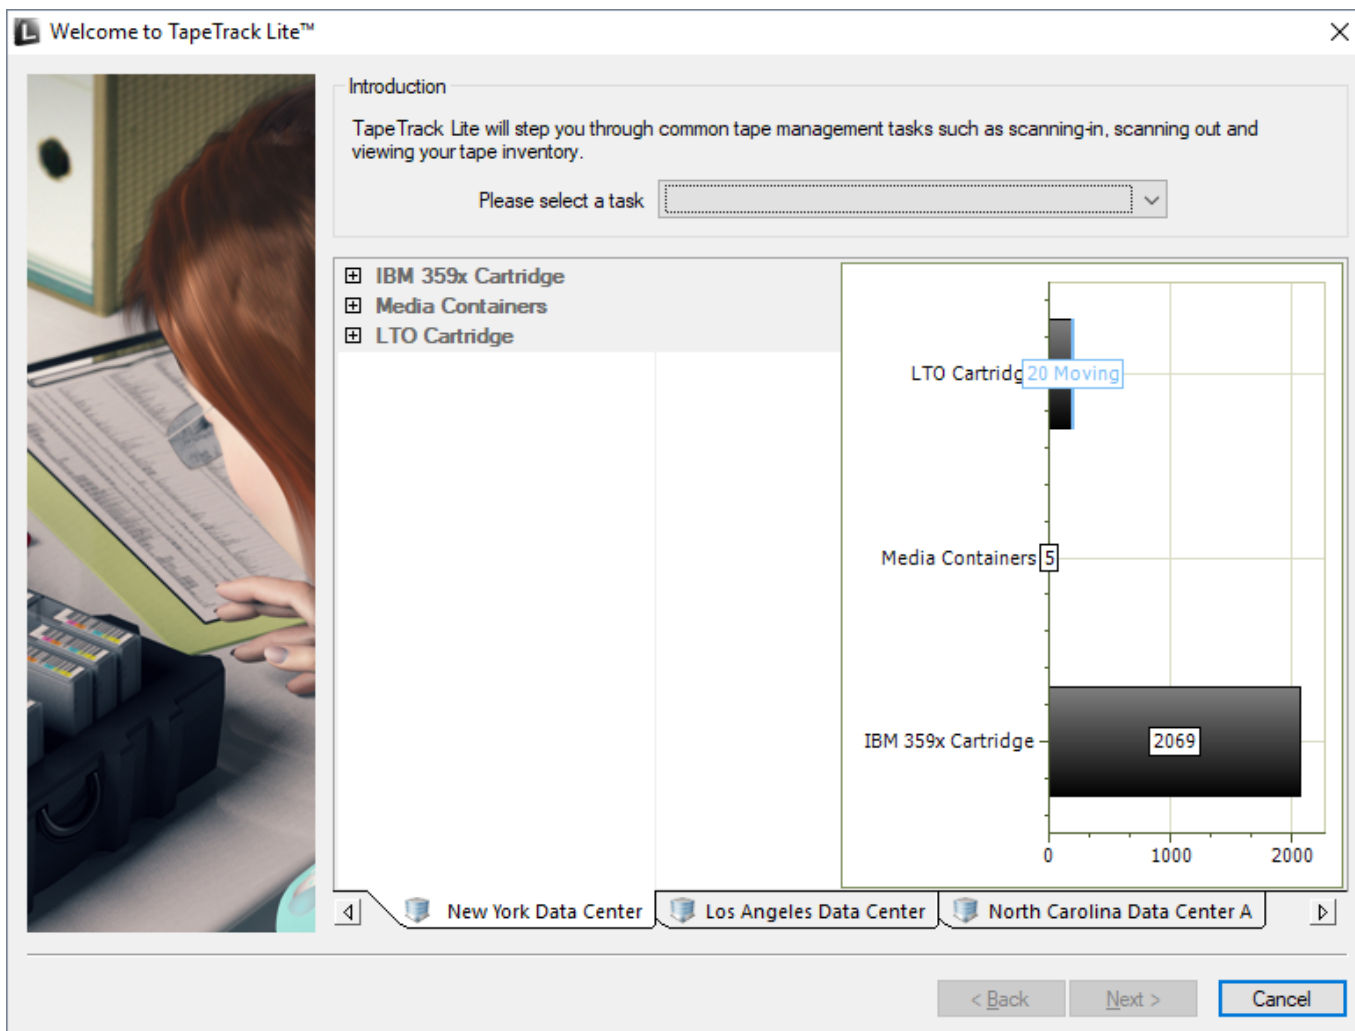 Welcome to TapeTrack Lite™
Introduction
TapeTrack Lite will step you through common tape management tasks such as scanning-in, scanning out and
viewing your tape inventory.
Please select a task
IBM 359x Cartridge
Media Containers
LTO Cartridge
LTO Cartridg
20 Moving
Media Containers
5
IBM 359x Cartridge
2069
0 1000 2000
New York Data Center
Los Angeles Data Center
North Carolina Data Center A
< Back
Next >
Cancel